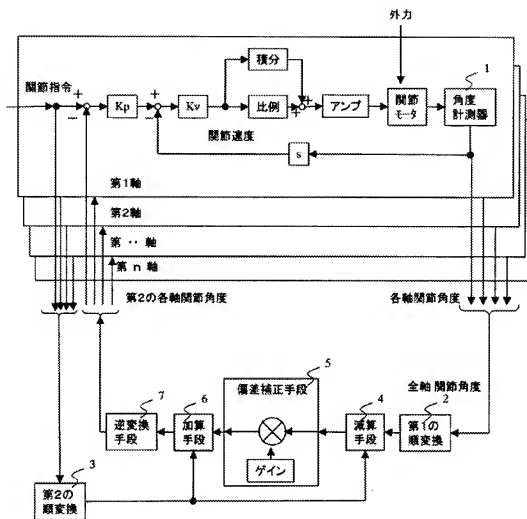 外力
関節指令
+
−
Kp
+
−
Kv
積分
比例
+
+
アンプ
関節
モータ
1
角度
計測器
関節速度
s
第1軸
第2軸
第‥軸
第n軸
第2の各軸関節角度
各軸関節角度
5
偏差補正手段
全軸関節角度
7
逆変換
手段
6
加算
手段
ゲイン
4
減算
手段
2
第1の
順変換
3
第2の
順変換